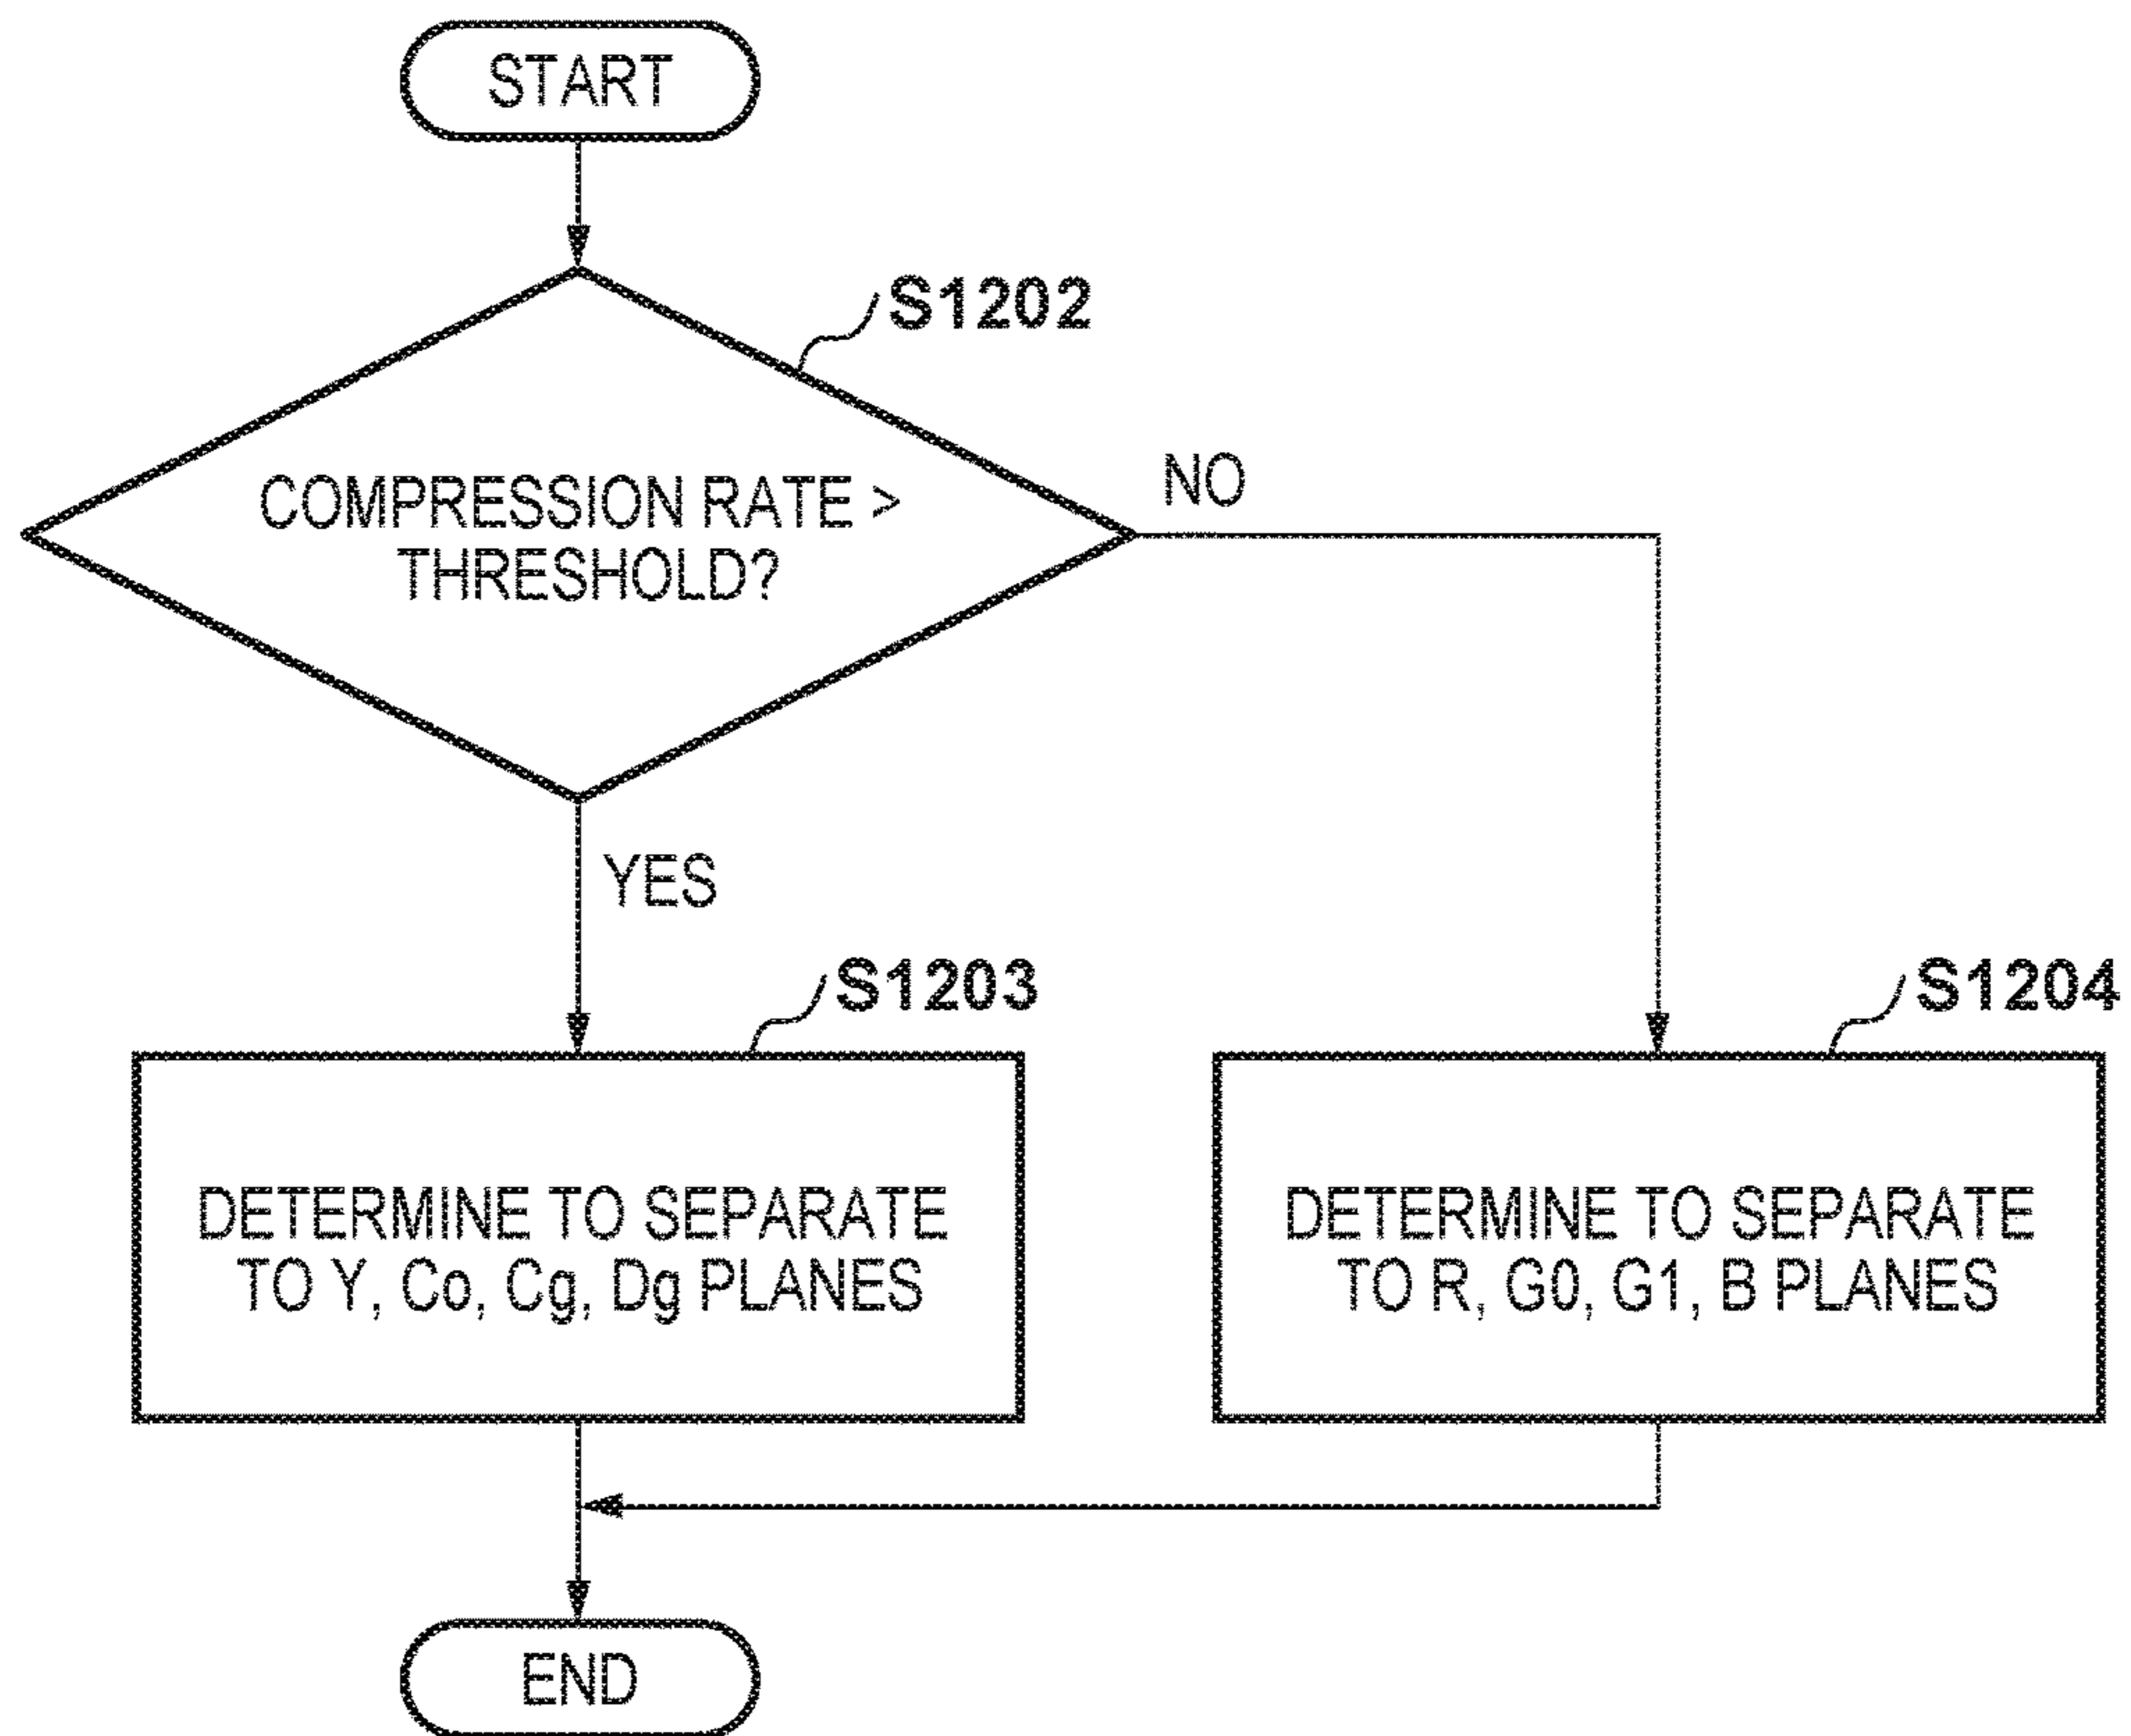 START
S1202
COMPRESSION RATE >
THRESHOLD?
NO
YES
S1203
DETERMINE TO SEPARATE
TO Y, Co, Cg, Dg PLANES
S1204
DETERMINE TO SEPARATE
TO R, G0, G1, B PLANES
END